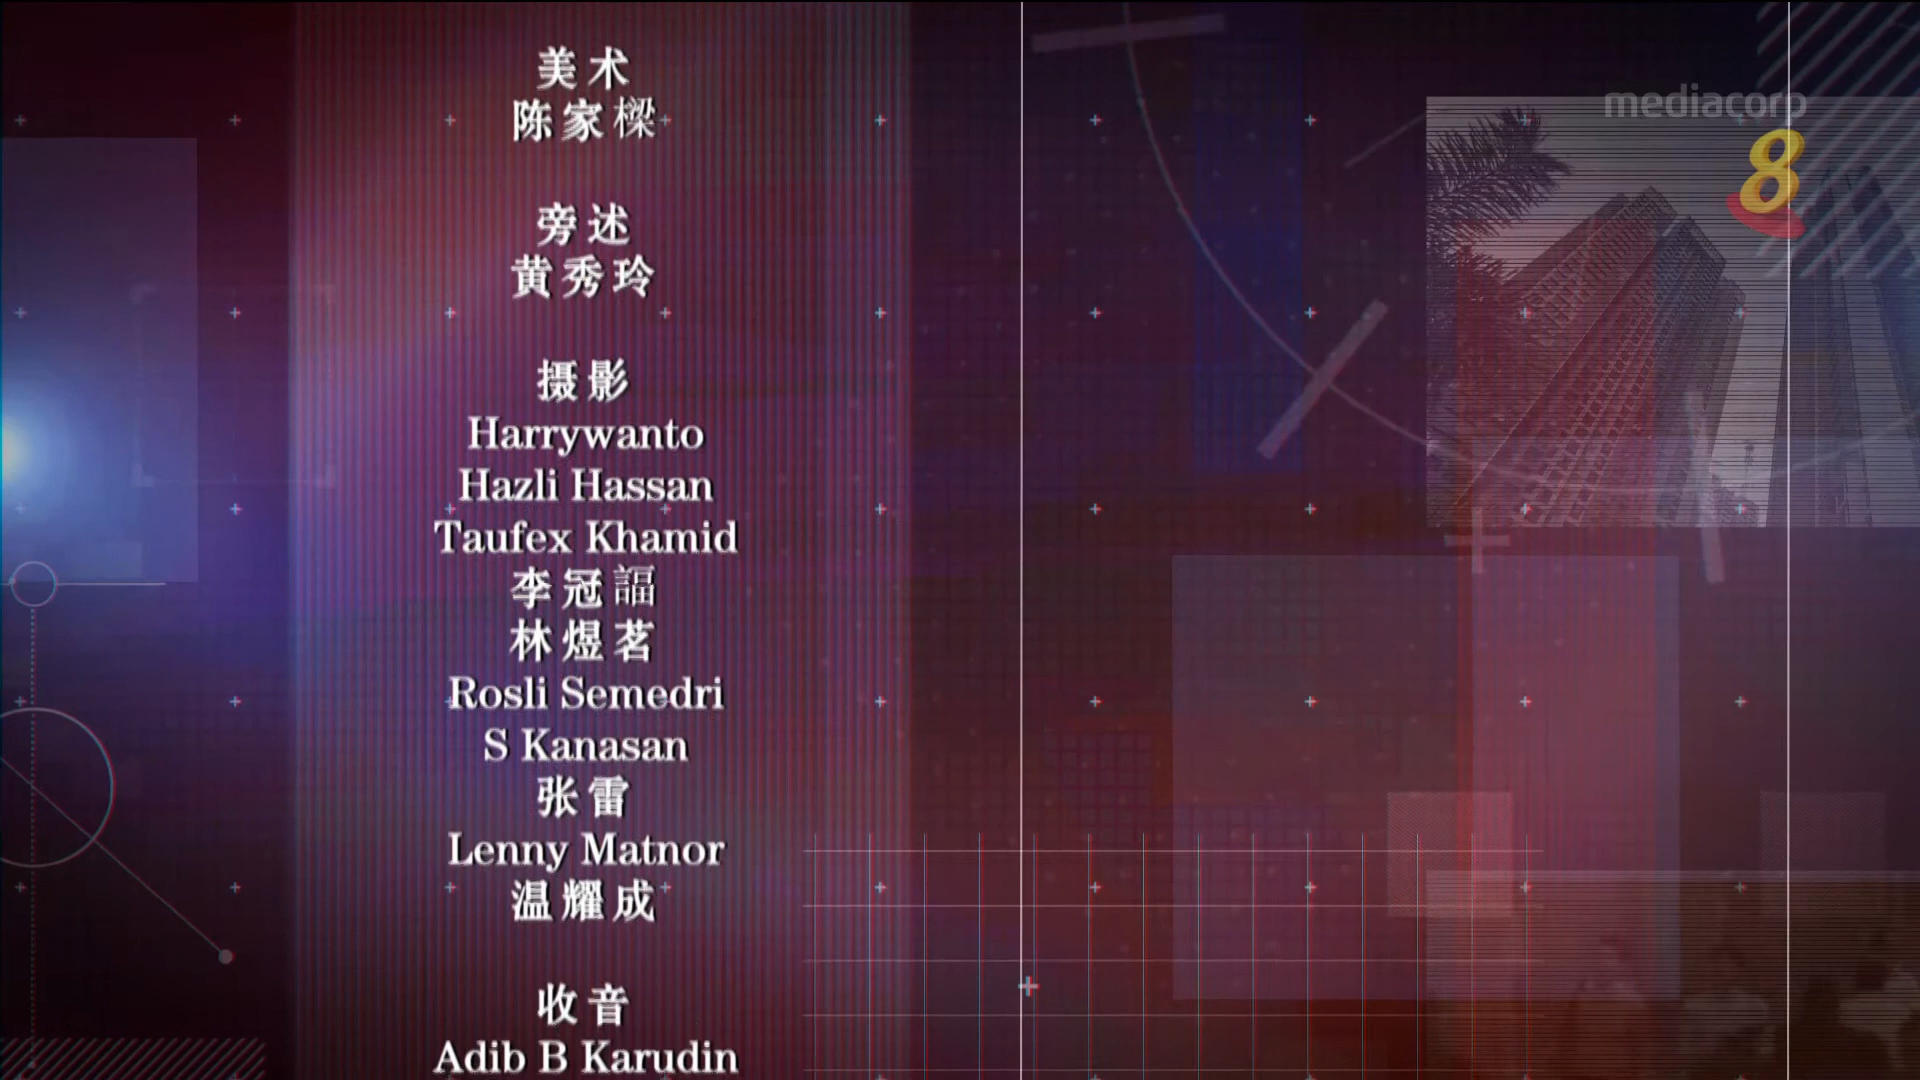 美术
陈家樑
旁述
黄秀玲
摄影
Harrywanto
Hazli Hassan
Taufex Khamid
李冠諨
林煜茗
Rosli Semedri
S Kanasan
张雷
Lenny Matnor
温耀成
收音
Adib B Karudin
mediacorp
8